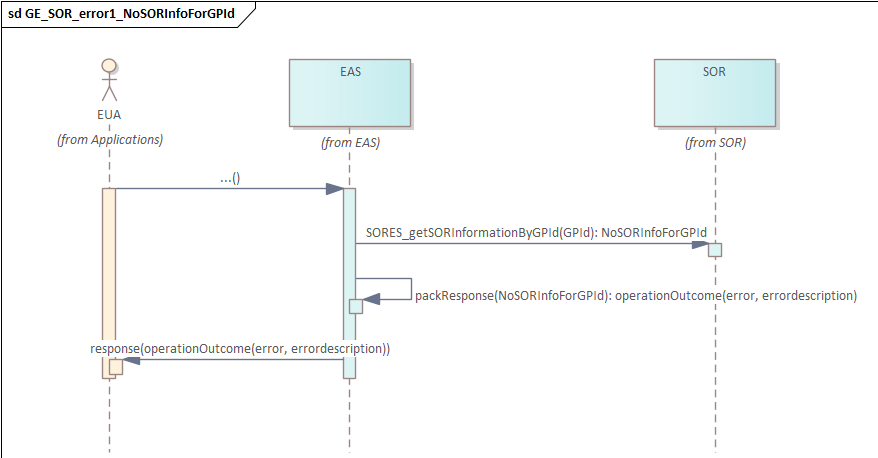 sd GE_SOR_error1_NoSORInfoForGPId
EUA
(from Applications)
EAS
(from EAS)
SOR
(from SOR)
...()
SORES_getSORInformationByGPId(GPId): NoSORInfoForGPId
packResponse(NoSORInfoForGPId): operationOutcome(error, errordescription)
response(operationOutcome(error, errordescription))